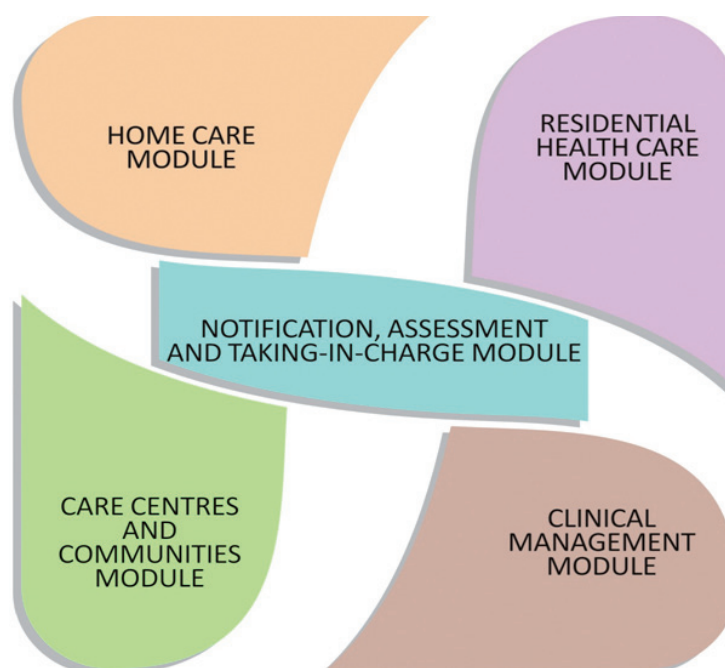 HOME CARE
MODULE
RESIDENTIAL
HEALTH CARE
MODULE
NOTIFICATION, ASSESSMENT
AND TAKING-IN-CHARGE MODULE
CARE CENTRES
AND
COMMUNITIES
MODULE
CLINICAL
MANAGEMENT
MODULE